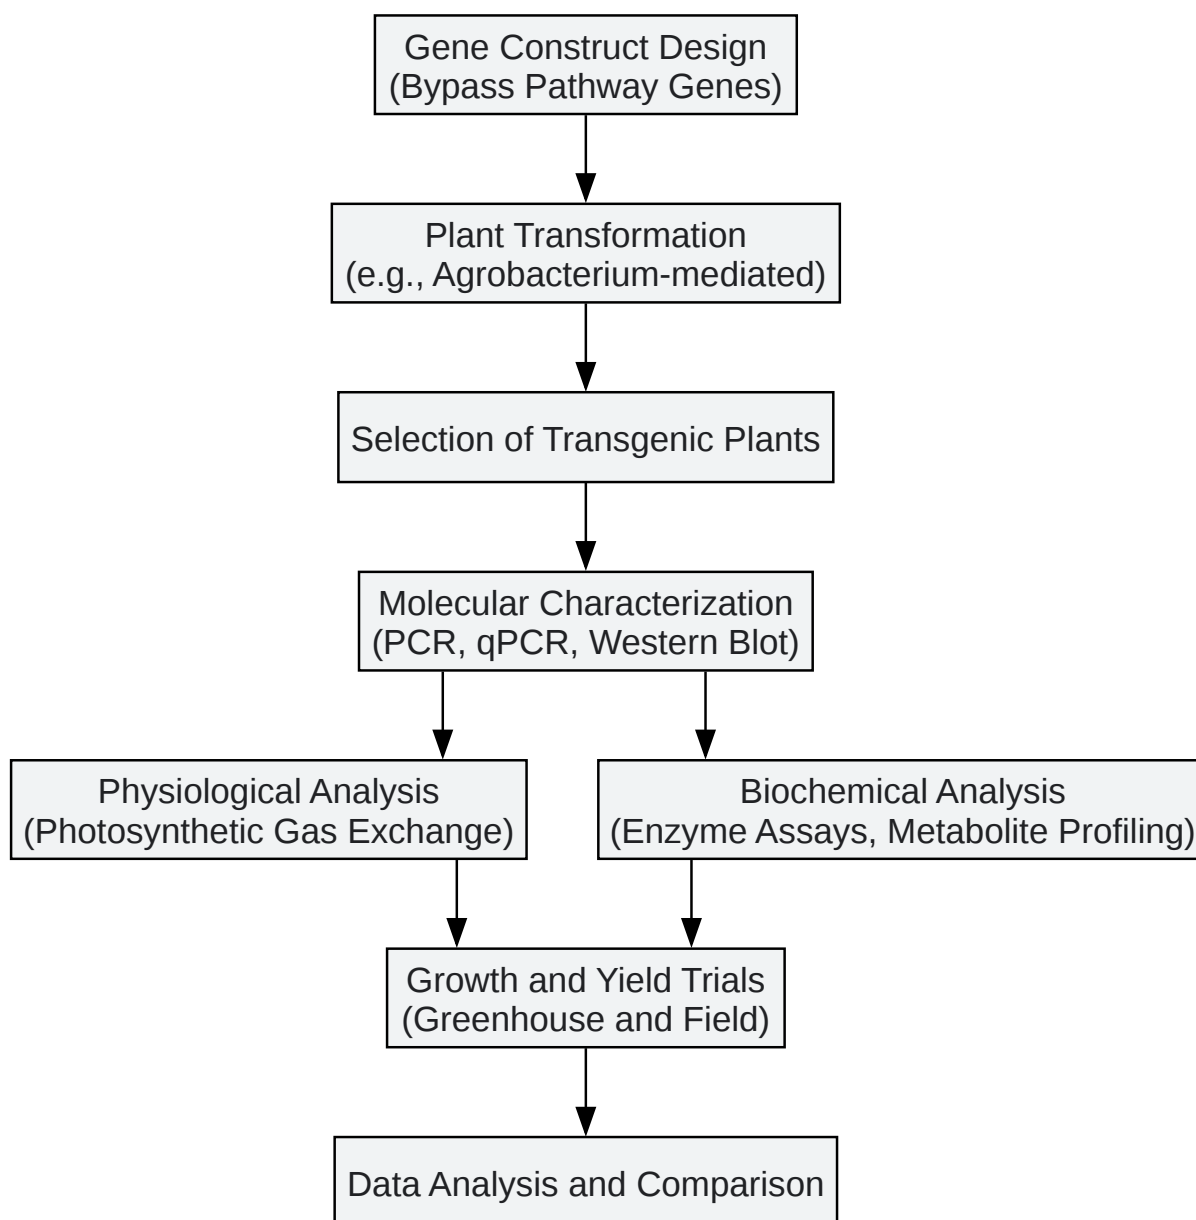 Gene Construct Design
(Bypass Pathway Genes)
Plant Transformation
(e.g., Agrobacterium-mediated)
Selection of Transgenic Plants
Molecular Characterization
(PCR, qPCR, Western Blot)
Physiological Analysis
(Photosynthetic Gas Exchange)
Biochemical Analysis
(Enzyme Assays, Metabolite Profiling)
Growth and Yield Trials
(Greenhouse and Field)
Data Analysis and Comparison